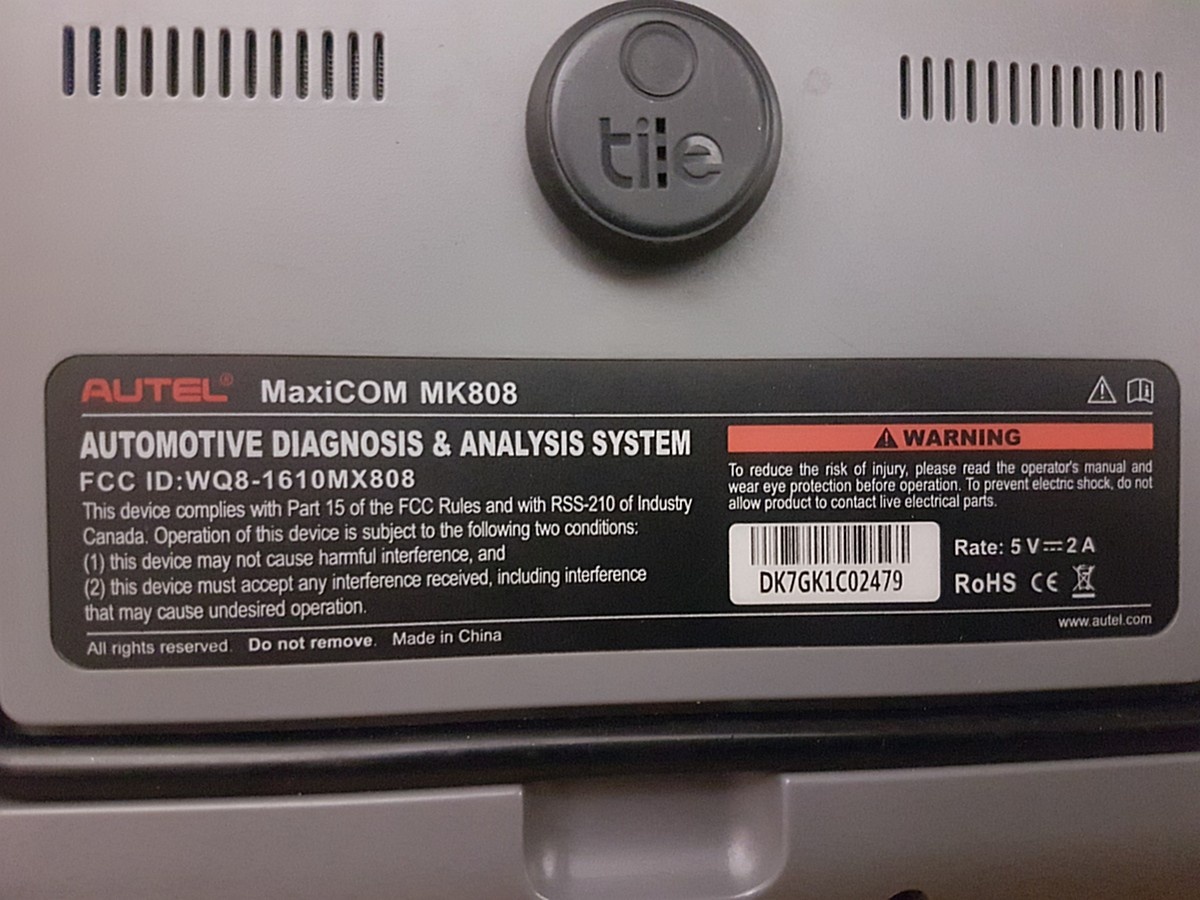 tile
AUTEL® MaxiCOM MK808
AUTOMOTIVE DIAGNOSIS & ANALYSIS SYSTEM
FCC ID:WQ8-1610MX808
This device complies with Part 15 of the FCC Rules and with RSS-210 of Industry
Canada. Operation of this device is subject to the following two conditions:
(1) this device may not cause harmful interference, and
(2) this device must accept any interference received, including interference
that may cause undesired operation.
WARNING
To reduce the risk of injury, please read the operator's manual and
wear eye protection before operation. To prevent electric shock, do not
allow product to contact live electrical parts.
DK7GK1C02479
Rate: 5 V⎓2 A
RoHS CE
All rights reserved. Do not remove. Made in China
www.autel.com